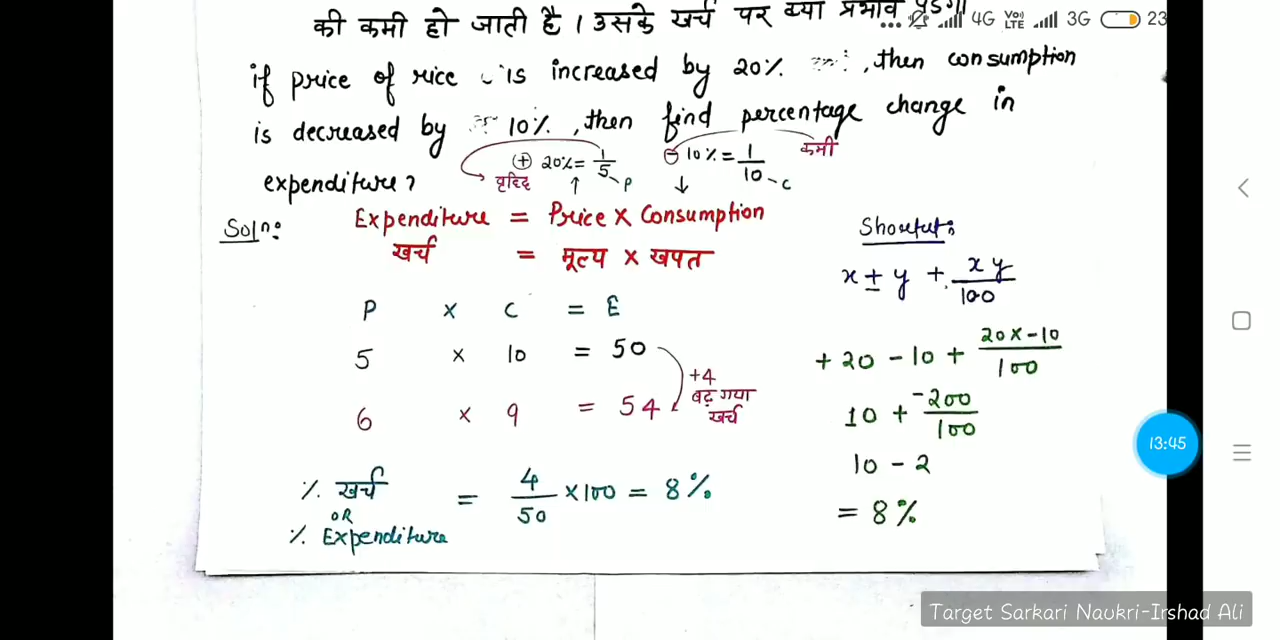 की कमी हो जाती है । उसके खर्च पर क्या प्रभाव
... 4G Vo) LTE 3G 23
if price of rice is increased by 20% , then consumption
is decreased by 10% , then find percentage change in
expenditure?
(+) 20% = 1/5 P
(-) 10% = 1/10 C
वृद्धि
कमी
Soln:
Expenditure = Price × Consumption
खर्च = मूल्य × खपत
P × C = E
5 × 10 = 50
6 × 9 = 54
+4
बढ़ गया
खर्च
% खर्च
OR
% Expenditure
= 4/50 × 100 = 8%
Shortcut:
x ± y + xy/100
+ 20 - 10 + 20 x - 10/100
10 + -200/100
10 - 2
= 8%
13:45
Target Sarkari Naukri-Irshad Ali